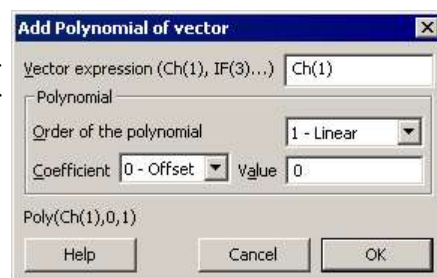 Add Polynomial of vector
Vector expression (Ch(1), IF(3)...) Ch(1)
Polynomial
Order of the polynomial 1 - Linear
Coefficient 0 - Offset Value 0
Poly(Ch(1),0,1)
Help Cancel OK